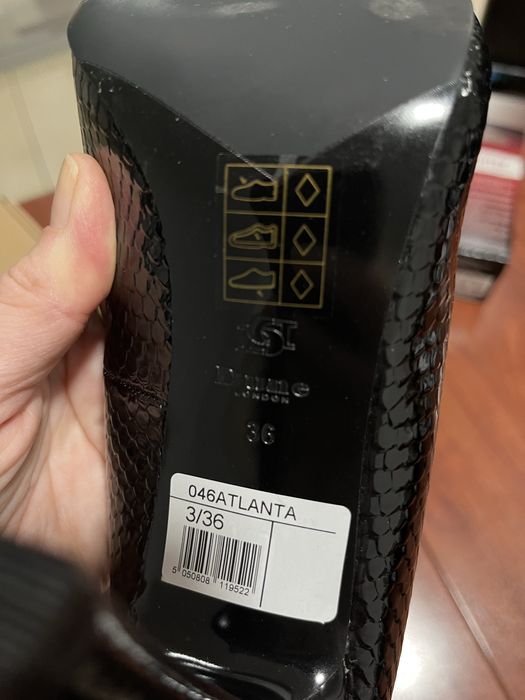 Dune
LONDON
36
046ATLANTA
3/36
5 050808 119522